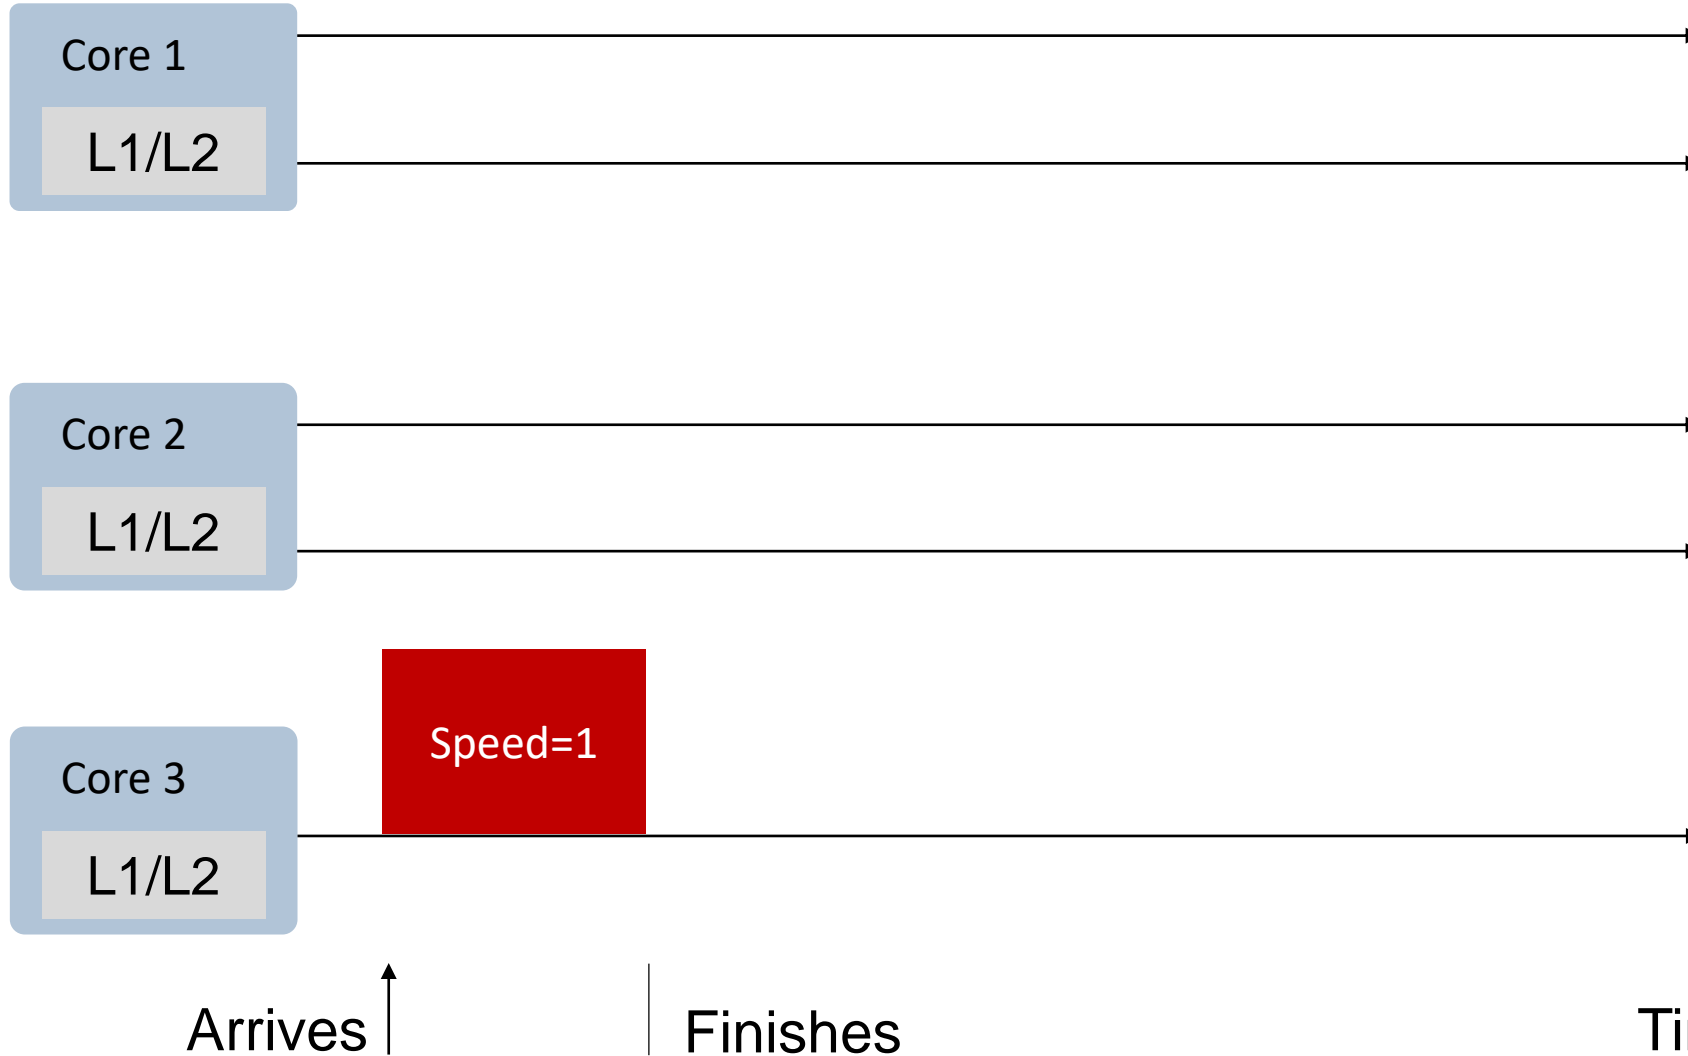 Core 1
L1/L2
Core 2
L1/L2
Speed=1
Core 3
L1/L2
Arrives
Finishes